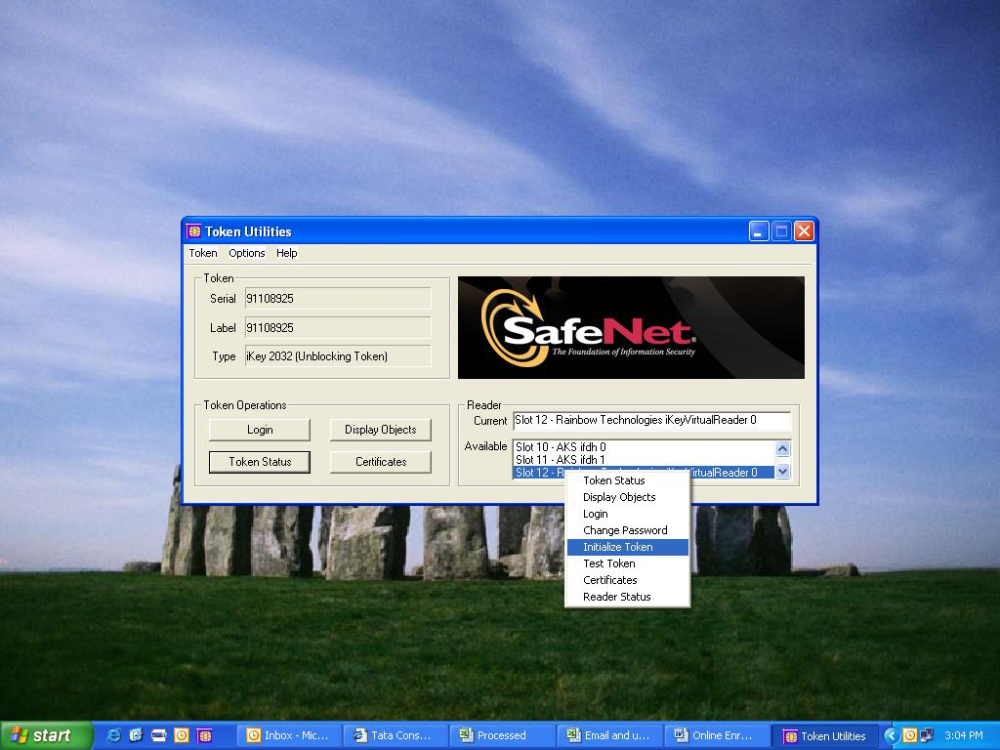 Token Utilities
Token Options Help
Token
Serial 91108925
Label 91108925
Type iKey 2032 (Unblocking Token)
SafeNet®
The Foundation of Information Security
Token Operations
Login Display Objects
Token Status Certificates
Reader
Current Slot 12 - Rainbow Technologies iKeyVirtualReader 0
Available Slot 10 - AKS ifdh 0
Slot 11 - AKS ifdh 1
Slot 12 - Rainbow Technologies iKeyVirtualReader 0
Token Status
Display Objects
Login
Change Password
Initialize Token
Test Token
Certificates
Reader Status
start Inbox - Mic... Tata Cons... Processed Email and u... Online Enr... Token Utilities 3:04 PM